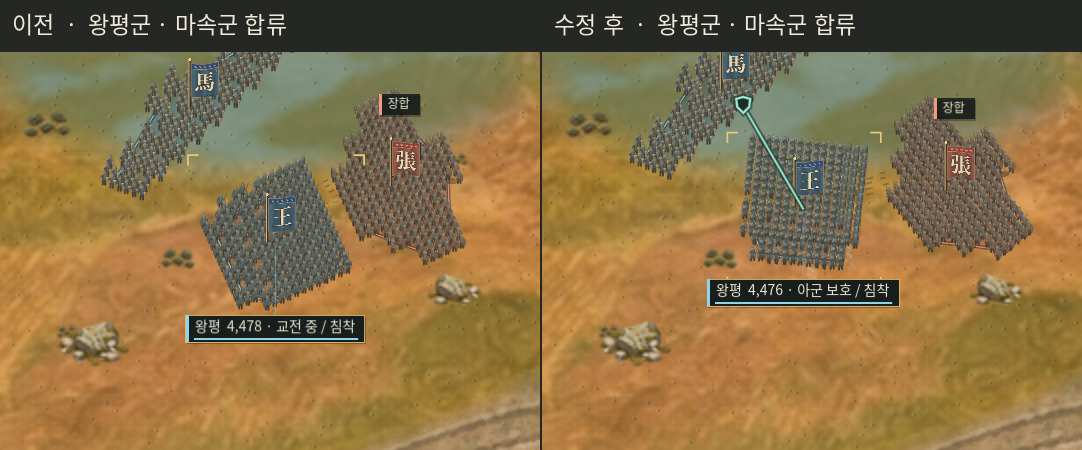 이전 · 왕평군 · 마속군 합류
馬
장합
張
王
왕평 4,478 · 교전 중 / 침착
수정 후 · 왕평군 · 마속군 합류
馬
장합
張
王
왕평 4,476 · 아군 보호 / 침착